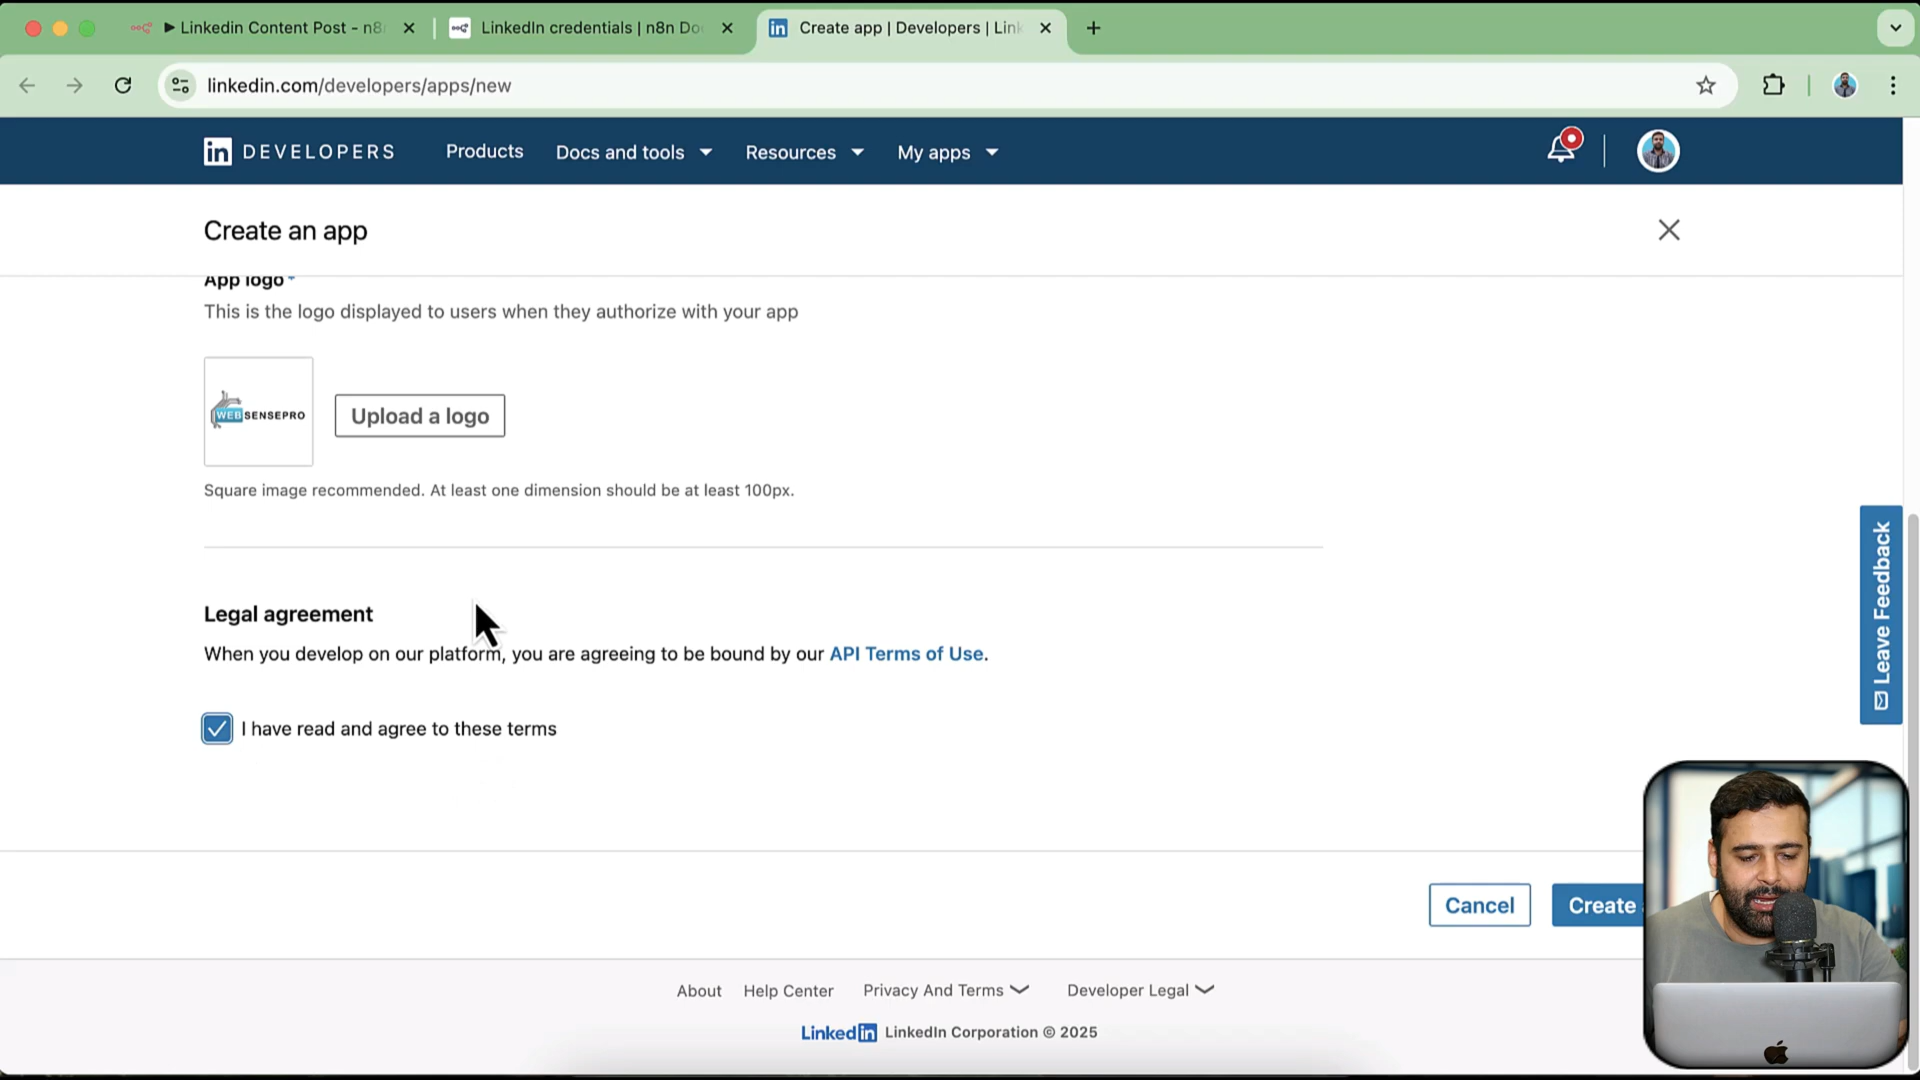 Linkedin Content Post - n8
LinkedIn credentials | n8n Do
Create app | Developers | Lin
linkedin.com/developers/apps/new
in DEVELOPERS
Products
Docs and tools
Resources
My apps
Create an app
App logo *
This is the logo displayed to users when they authorize with your app
WEBSENSEPRO
Upload a logo
Square image recommended. At least one dimension should be at least 100px.
Legal agreement
When you develop on our platform, you are agreeing to be bound by our API Terms of Use.
I have read and agree to these terms
Leave Feedback
Cancel
Create
About
Help Center
Privacy And Terms
Developer Legal
LinkedIn LinkedIn Corporation © 2025